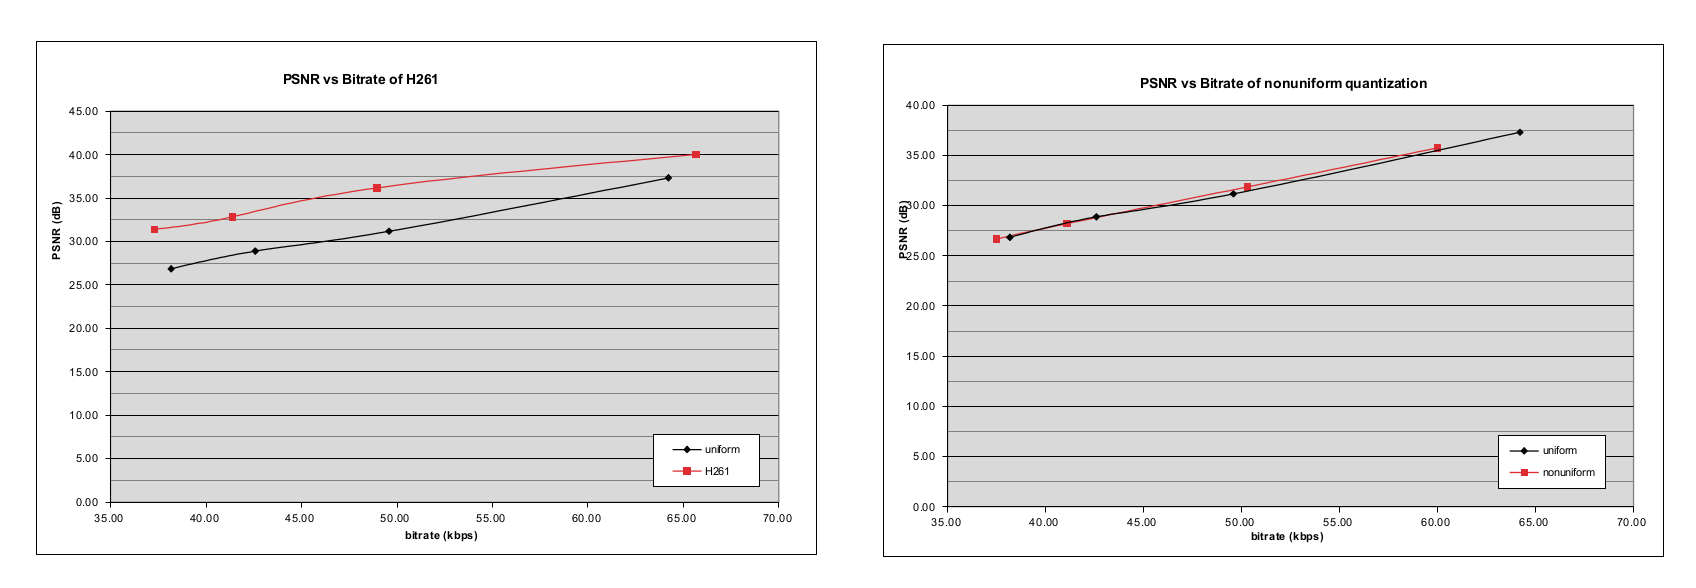 PSNR vs Bitrate of H261
45.00
40.00
35.00
30.00
25.00
20.00
15.00
10.00
5.00
0.00
PSNR (dB)
35.00 40.00 45.00 50.00 55.00 60.00 65.00 70.00
bitrate (kbps)
uniform
H261
PSNR vs Bitrate of nonuniform quantization
40.00
35.00
30.00
25.00
20.00
15.00
10.00
5.00
0.00
PSNR (dB)
35.00 40.00 45.00 50.00 55.00 60.00 65.00 70.00
bitrate (kbps)
uniform
nonuniform